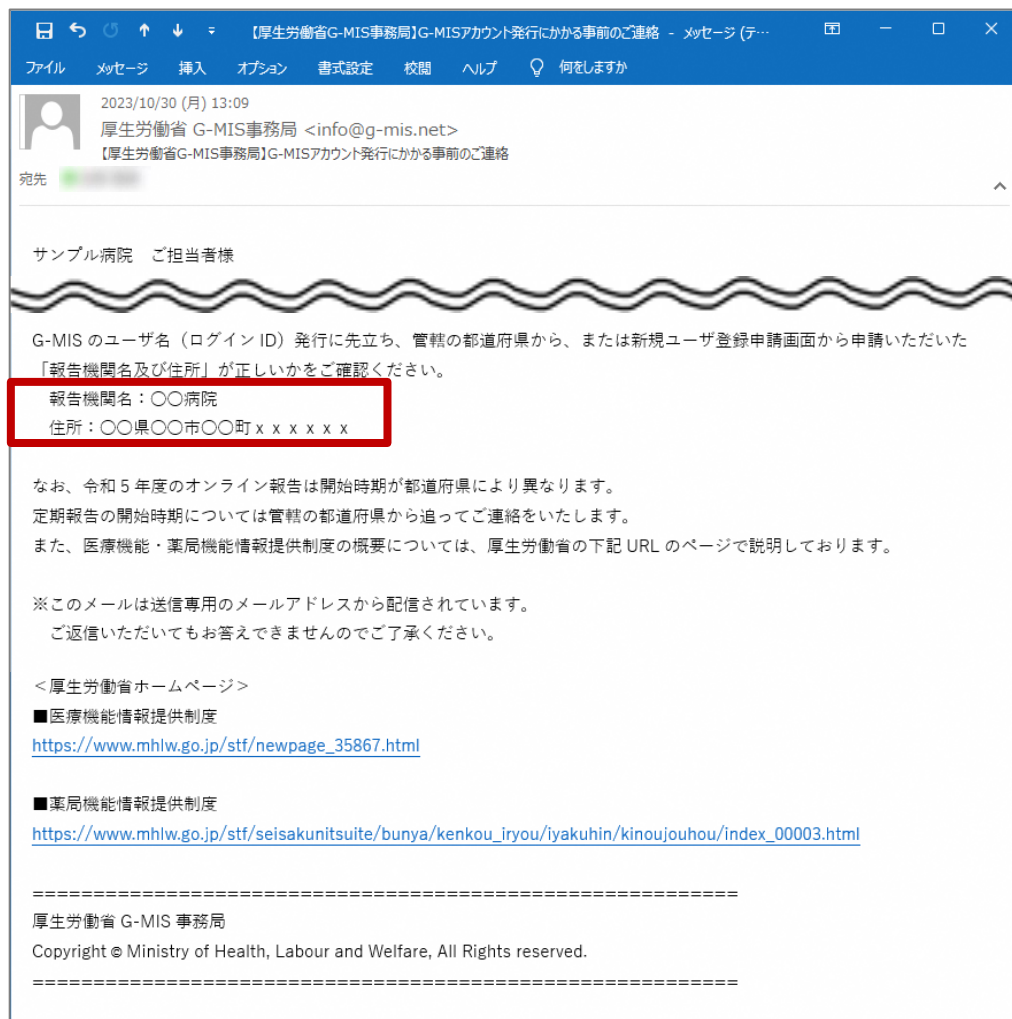 【厚生労働省G-MIS事務局】G-MISアカウント発行にかかる事前のご連絡 - メッセージ (テ…
ファイル メッセージ 挿入 オプション 書式設定 校閲 ヘルプ 何をしますか
2023/10/30 (月) 13:09
厚生労働省 G-MIS事務局 <info@g-mis.net>
【厚生労働省G-MIS事務局】G-MISアカウント発行にかかる事前のご連絡
宛先
サンプル病院　ご担当者様
G-MIS のユーザ名（ログイン ID）発行に先立ち、管轄の都道府県から、または新規ユーザ登録申請画面から申請いただいた
「報告機関名及び住所」が正しいかをご確認ください。
報告機関名：〇〇病院
住所：〇〇県〇〇市〇〇町ｘｘｘｘｘｘ
なお、令和５年度のオンライン報告は開始時期が都道府県により異なります。
定期報告の開始時期については管轄の都道府県から追ってご連絡をいたします。
また、医療機能・薬局機能情報提供制度の概要については、厚生労働省の下記 URL のページで説明しております。
※このメールは送信専用のメールアドレスから配信されています。
ご返信いただいてもお答えできませんのでご了承ください。
＜厚生労働省ホームページ＞
■医療機能情報提供制度
https://www.mhlw.go.jp/stf/newpage_35867.html
■薬局機能情報提供制度
https://www.mhlw.go.jp/stf/seisakunitsuite/bunya/kenkou_iryou/iyakuhin/kinoujouhou/index_00003.html
==========================================================
厚生労働省 G-MIS 事務局
Copyright © Ministry of Health, Labour and Welfare, All Rights reserved.
==========================================================